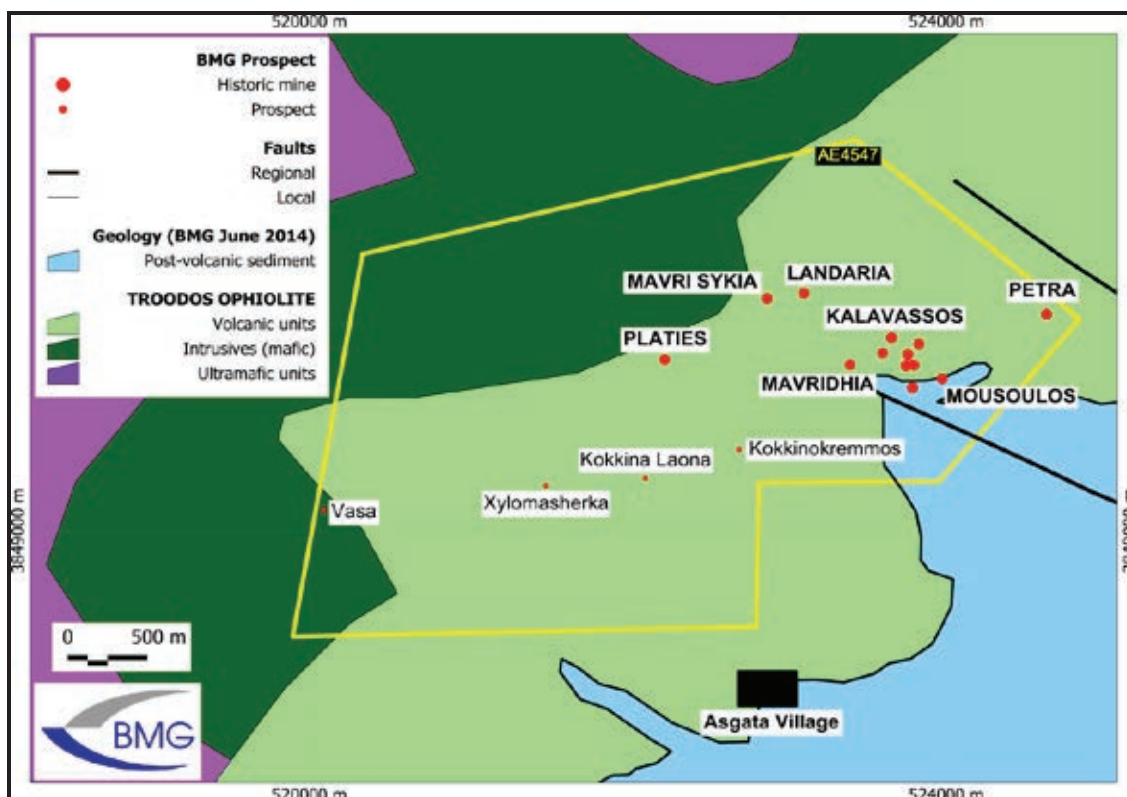 520000 m
524000 m
BMG Prospect
Historic mine
Prospect
Faults
Regional
Local
Geology (BMG June 2014)
Post-volcanic sediment
TROODOS OPHIOLITE
Volcanic units
Intrusives (mafic)
Ultramafic units
AE4547
MAVRI SYKIA
LANDARIA
PETRA
KALAVASSOS
PLATIES
MAVRIDHIA
MOUSOULOS
Kokkinokremmos
Kokkina Laona
Xylomasherka
Vasa
3849000 m
3849000 m
0 500 m
BMG
Asgata Village
520000 m
524000 m